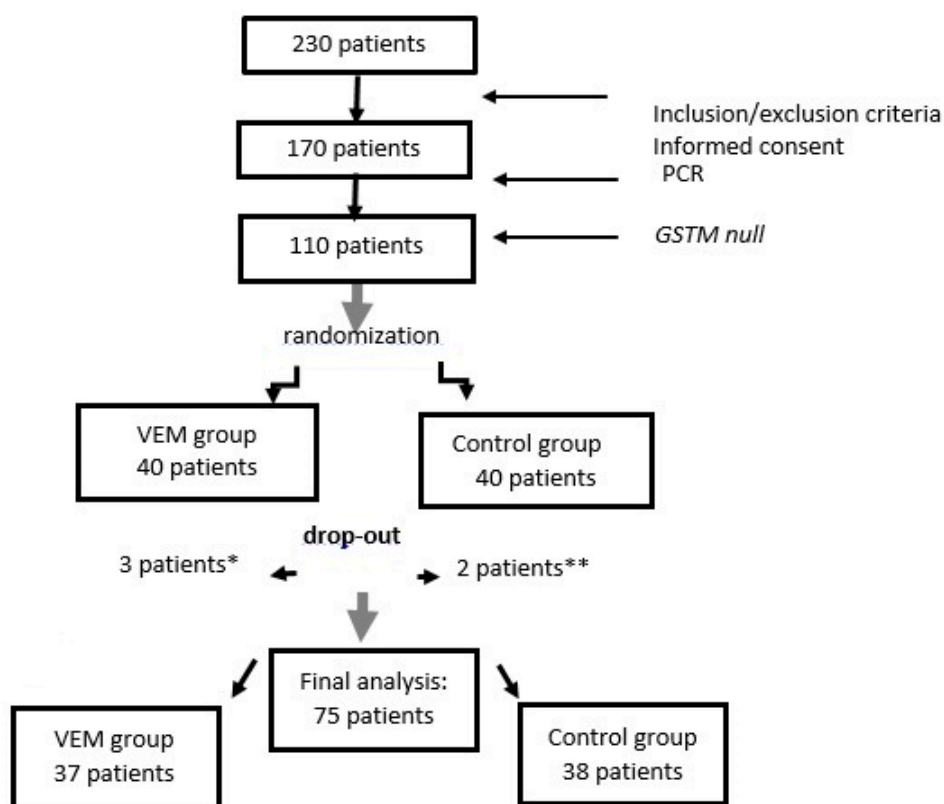 230 patients
Inclusion/exclusion criteria
170 patients
Informed consent
PCR
110 patients
GSTM null
randomization
VEM group
40 patients
Control group
40 patients
drop-out
3 patients*
2 patients**
Final analysis:
75 patients
VEM group
37 patients
Control group
38 patients